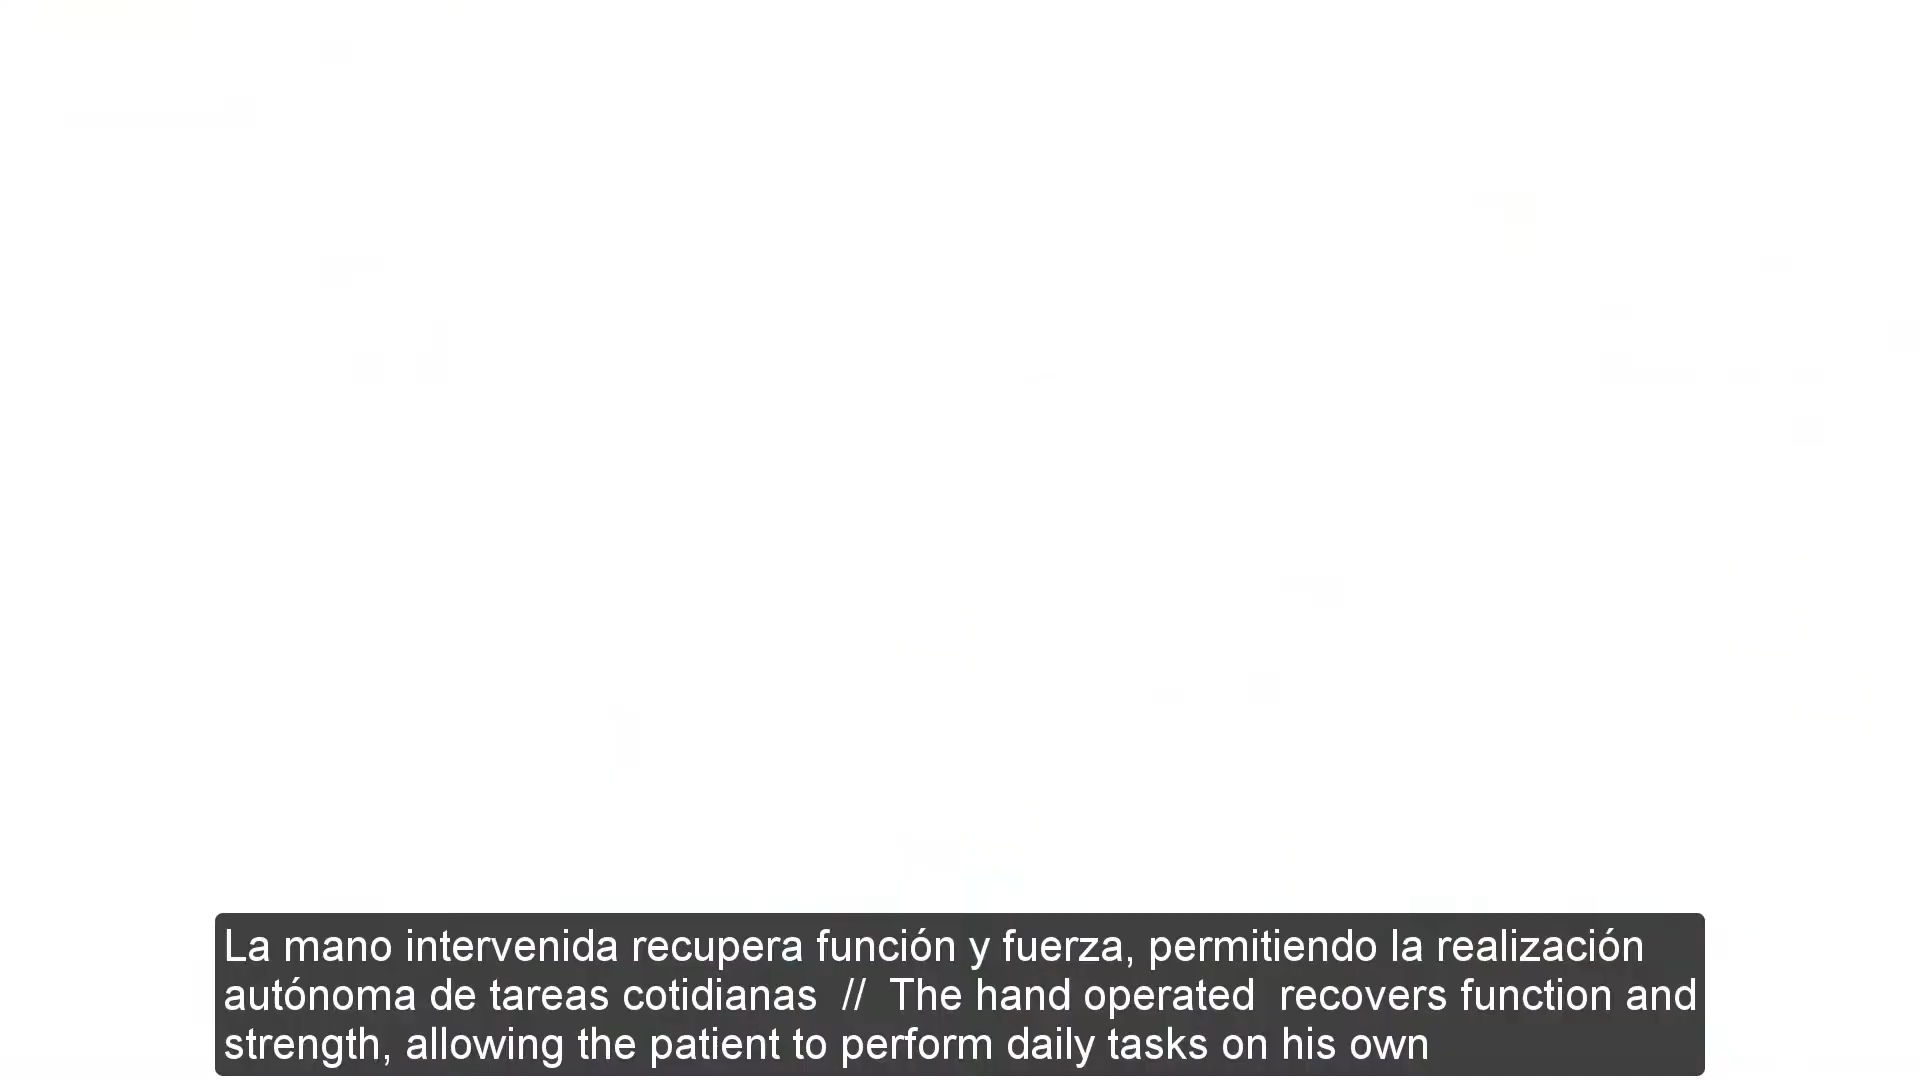 La mano intervenida recupera función y fuerza, permitiendo la realización
autónoma de tareas cotidianas  //  The hand operated  recovers function and
strength, allowing the patient to perform daily tasks on his own